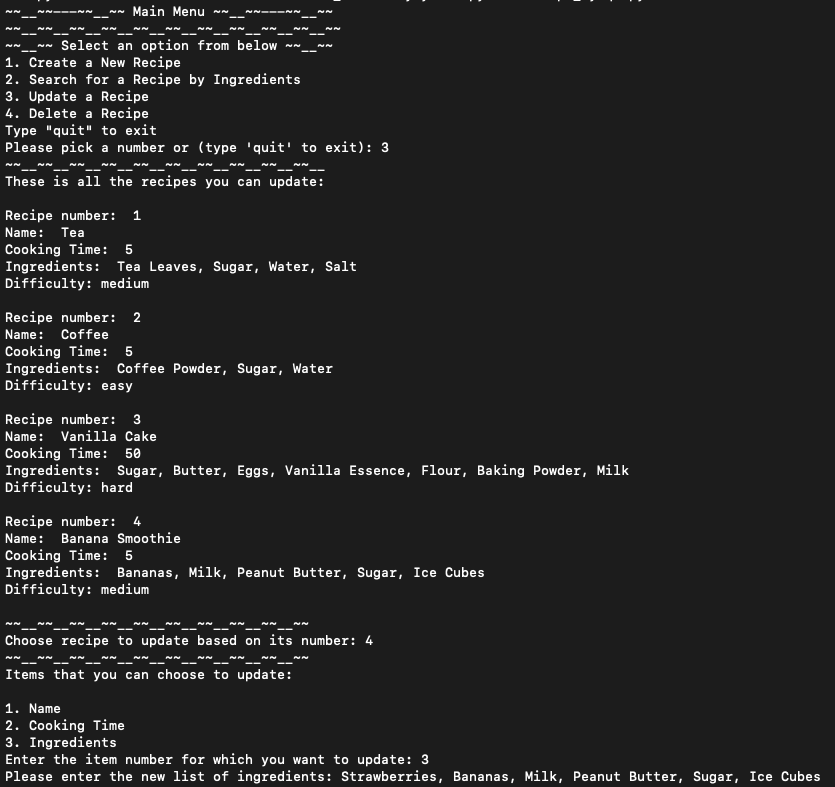 ~~__~~---~~__~~ Main Menu ~~__~~---~~__~~
~~__~~__~~__~~__~~__~~__~~__~~__~~__~~__~~
~~__~~ Select an option from below ~~__~~
1. Create a New Recipe
2. Search for a Recipe by Ingredients
3. Update a Recipe
4. Delete a Recipe
Type "quit" to exit
Please pick a number or (type 'quit' to exit): 3
~~__~~__~~__~~__~~__~~__~~__~~__~~__~~__
These is all the recipes you can update:

Recipe number:  1
Name:  Tea
Cooking Time:  5
Ingredients:  Tea Leaves, Sugar, Water, Salt
Difficulty: medium

Recipe number:  2
Name:  Coffee
Cooking Time:  5
Ingredients:  Coffee Powder, Sugar, Water
Difficulty: easy

Recipe number:  3
Name:  Vanilla Cake
Cooking Time:  50
Ingredients:  Sugar, Butter, Eggs, Vanilla Essence, Flour, Baking Powder, Milk
Difficulty: hard

Recipe number:  4
Name:  Banana Smoothie
Cooking Time:  5
Ingredients:  Bananas, Milk, Peanut Butter, Sugar, Ice Cubes
Difficulty: medium

~~__~~__~~__~~__~~__~~__~~__~~__~~__~~
Choose recipe to update based on its number: 4
~~__~~__~~__~~__~~__~~__~~__~~__~~__~~
Items that you can choose to update:

1. Name
2. Cooking Time
3. Ingredients
Enter the item number for which you want to update: 3
Please enter the new list of ingredients: Strawberries, Bananas, Milk, Peanut Butter, Sugar, Ice Cubes